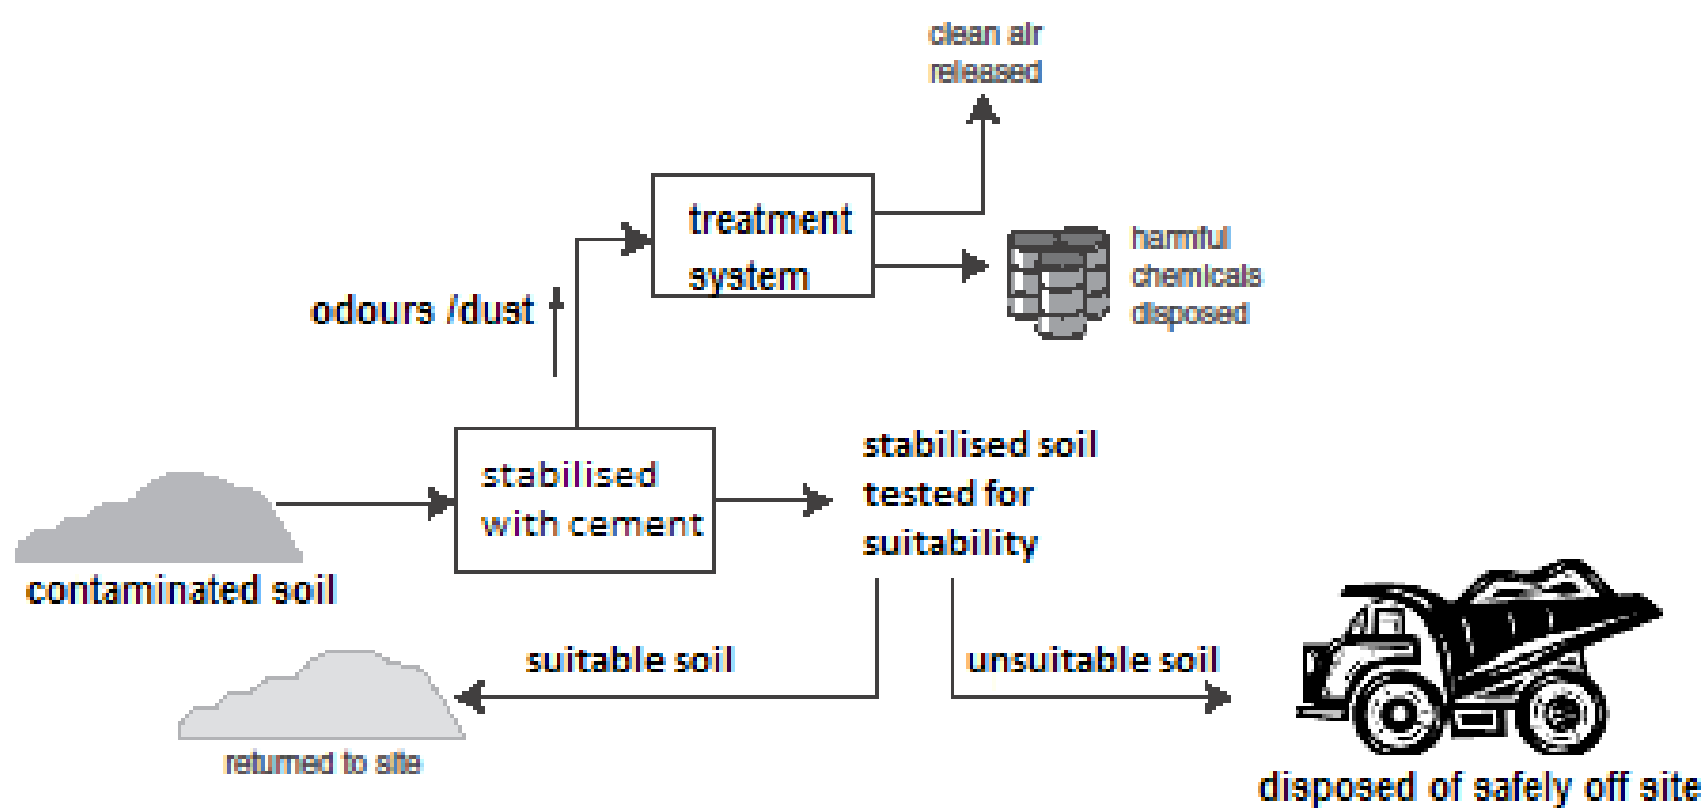 clean air
released
treatment
system
harmful
chemicals
disposed
odours /dust
stabilised
with cement
stabilised soil
tested for
suitability
contaminated soil
suitable soil
unsuitable soil
returned to site
disposed of safely off site